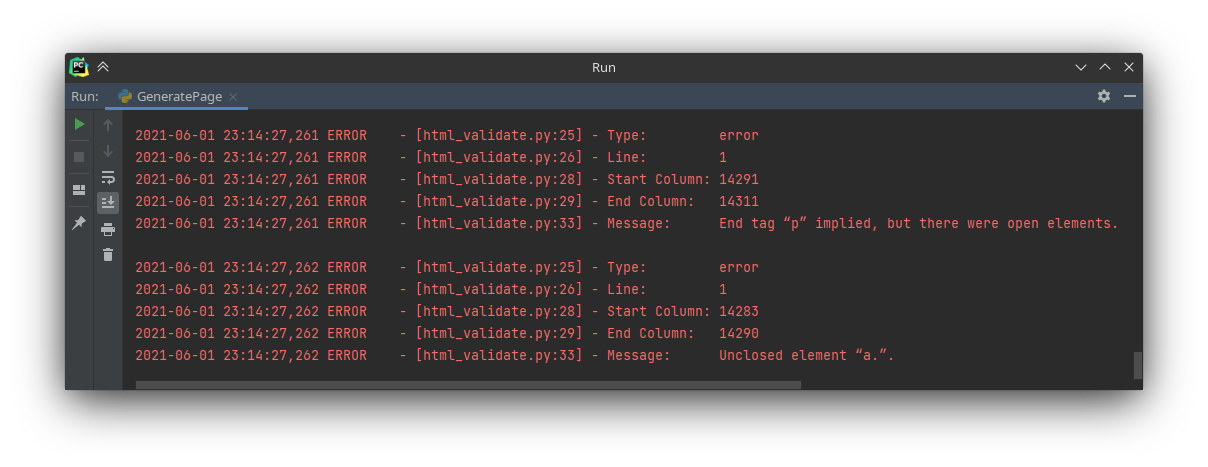 Run
Run: GeneratePage
2021-06-01 23:14:27,261 ERROR    - [html_validate.py:25] - Type:         error
2021-06-01 23:14:27,261 ERROR    - [html_validate.py:26] - Line:         1
2021-06-01 23:14:27,261 ERROR    - [html_validate.py:28] - Start Column: 14291
2021-06-01 23:14:27,261 ERROR    - [html_validate.py:29] - End Column:   14311
2021-06-01 23:14:27,261 ERROR    - [html_validate.py:33] - Message:      End tag “p” implied, but there were open elements.
2021-06-01 23:14:27,262 ERROR    - [html_validate.py:25] - Type:         error
2021-06-01 23:14:27,262 ERROR    - [html_validate.py:26] - Line:         1
2021-06-01 23:14:27,262 ERROR    - [html_validate.py:28] - Start Column: 14283
2021-06-01 23:14:27,262 ERROR    - [html_validate.py:29] - End Column:   14290
2021-06-01 23:14:27,262 ERROR    - [html_validate.py:33] - Message:      Unclosed element “a.”.